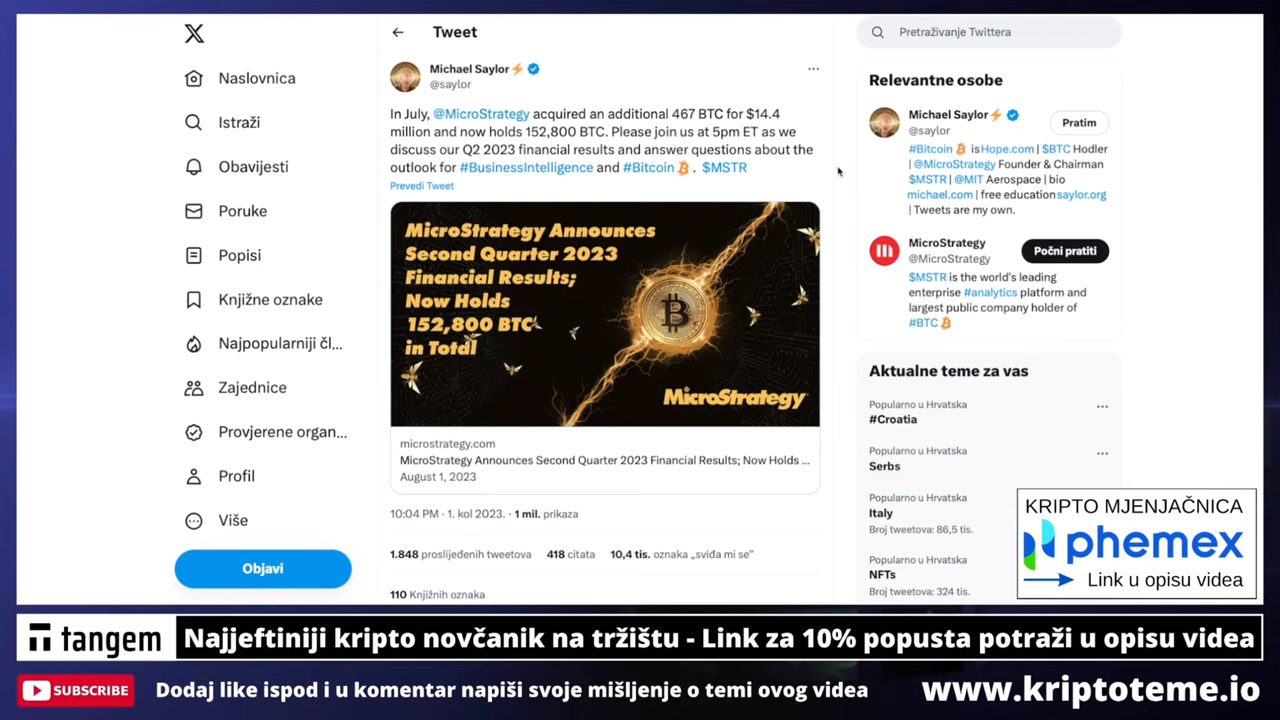 Naslovnica
Istraži
Obavijesti
Poruke
Popisi
Knjižne oznake
Najpopularniji čl...
Zajednice
Provjerene organ...
Profil
Više
Objavi
Tweet
Michael Saylor⚡
@saylor
In July, @MicroStrategy acquired an additional 467 BTC for $14.4
million and now holds 152,800 BTC. Please join us at 5pm ET as we
discuss our Q2 2023 financial results and answer questions about the
outlook for #BusinessIntelligence and #Bitcoin. $MSTR
Prevedi Tweet
MicroStrategy Announces
Second Quarter 2023
Financial Results;
Now Holds
152,800 BTC
in Total
MicroStrategy
microstrategy.com
MicroStrategy Announces Second Quarter 2023 Financial Results; Now Holds ...
August 1, 2023
10:04 PM · 1. kol 2023. · 1 mil. prikaza
1.848 proslijeđenih tweetova 418 citata 10,4 tis. oznaka „sviđa mi se”
110 Knjižnih oznaka
Pretraživanje Twittera
Relevantne osobe
Michael Saylor⚡
@saylor
Pratim
#Bitcoin is Hope.com | $BTC Hodler
| @MicroStrategy Founder & Chairman
$MSTR | @MIT Aerospace | bio
michael.com | free education saylor.org
| Tweets are my own.
MicroStrategy
@MicroStrategy
Počni pratiti
$MSTR is the world's leading
enterprise #analytics platform and
largest public company holder of
#BTC
Aktualne teme za vas
Popularno u Hrvatska
#Croatia
Popularno u Hrvatska
Serbs
Popularno u Hrvatska
Italy
Broj tweetova: 86,5 tis.
Popularno u Hrvatska
NFTs
Broj tweetova: 324 tis.
KRIPTO MJENJAČNICA
phemex
Link u opisu videa
tangem
Najjeftiniji kripto novčanik na tržištu - Link za 10% popusta potraži u opisu videa
SUBSCRIBE
Dodaj like ispod i u komentar napiši svoje mišljenje o temi ovog videa
www.kriptoteme.io